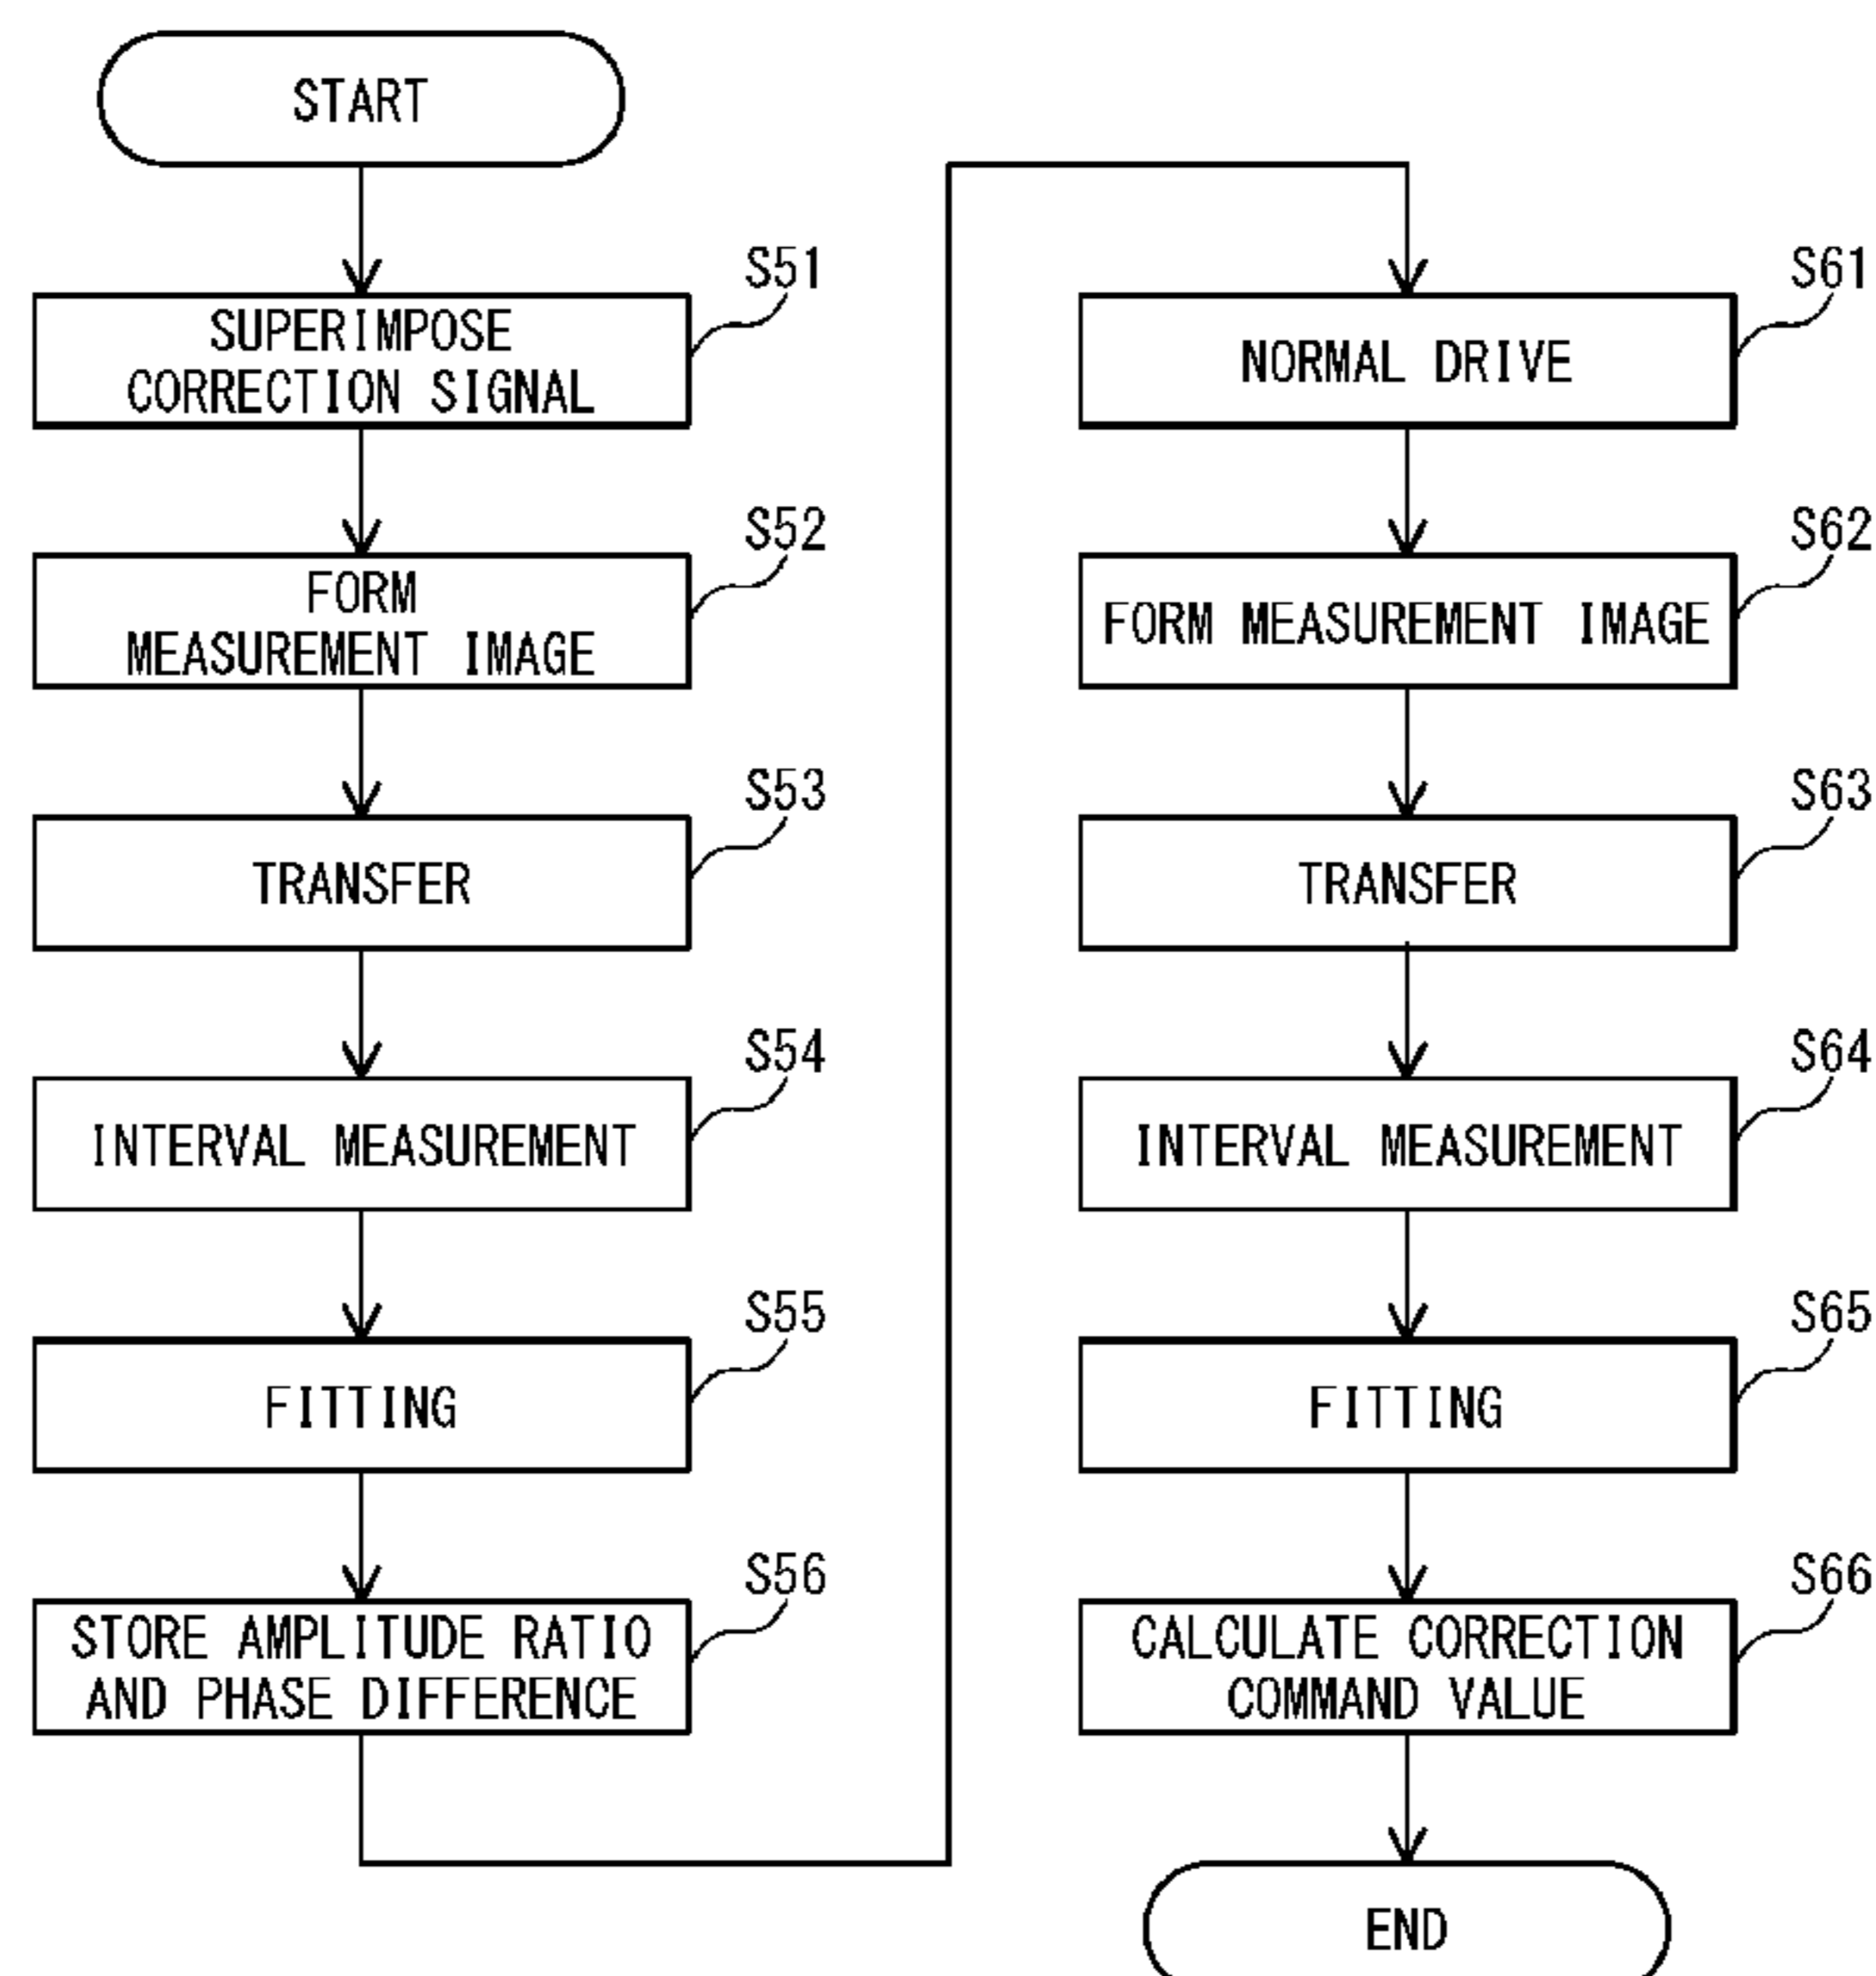 START
S51
SUPERIMPOSE
CORRECTION SIGNAL
S52
FORM
MEASUREMENT IMAGE
S53
TRANSFER
S54
INTERVAL MEASUREMENT
S55
FITTING
S56
STORE AMPLITUDE RATIO
AND PHASE DIFFERENCE
S61
NORMAL DRIVE
S62
FORM MEASUREMENT IMAGE
S63
TRANSFER
S64
INTERVAL MEASUREMENT
S65
FITTING
S66
CALCULATE CORRECTION
COMMAND VALUE
END